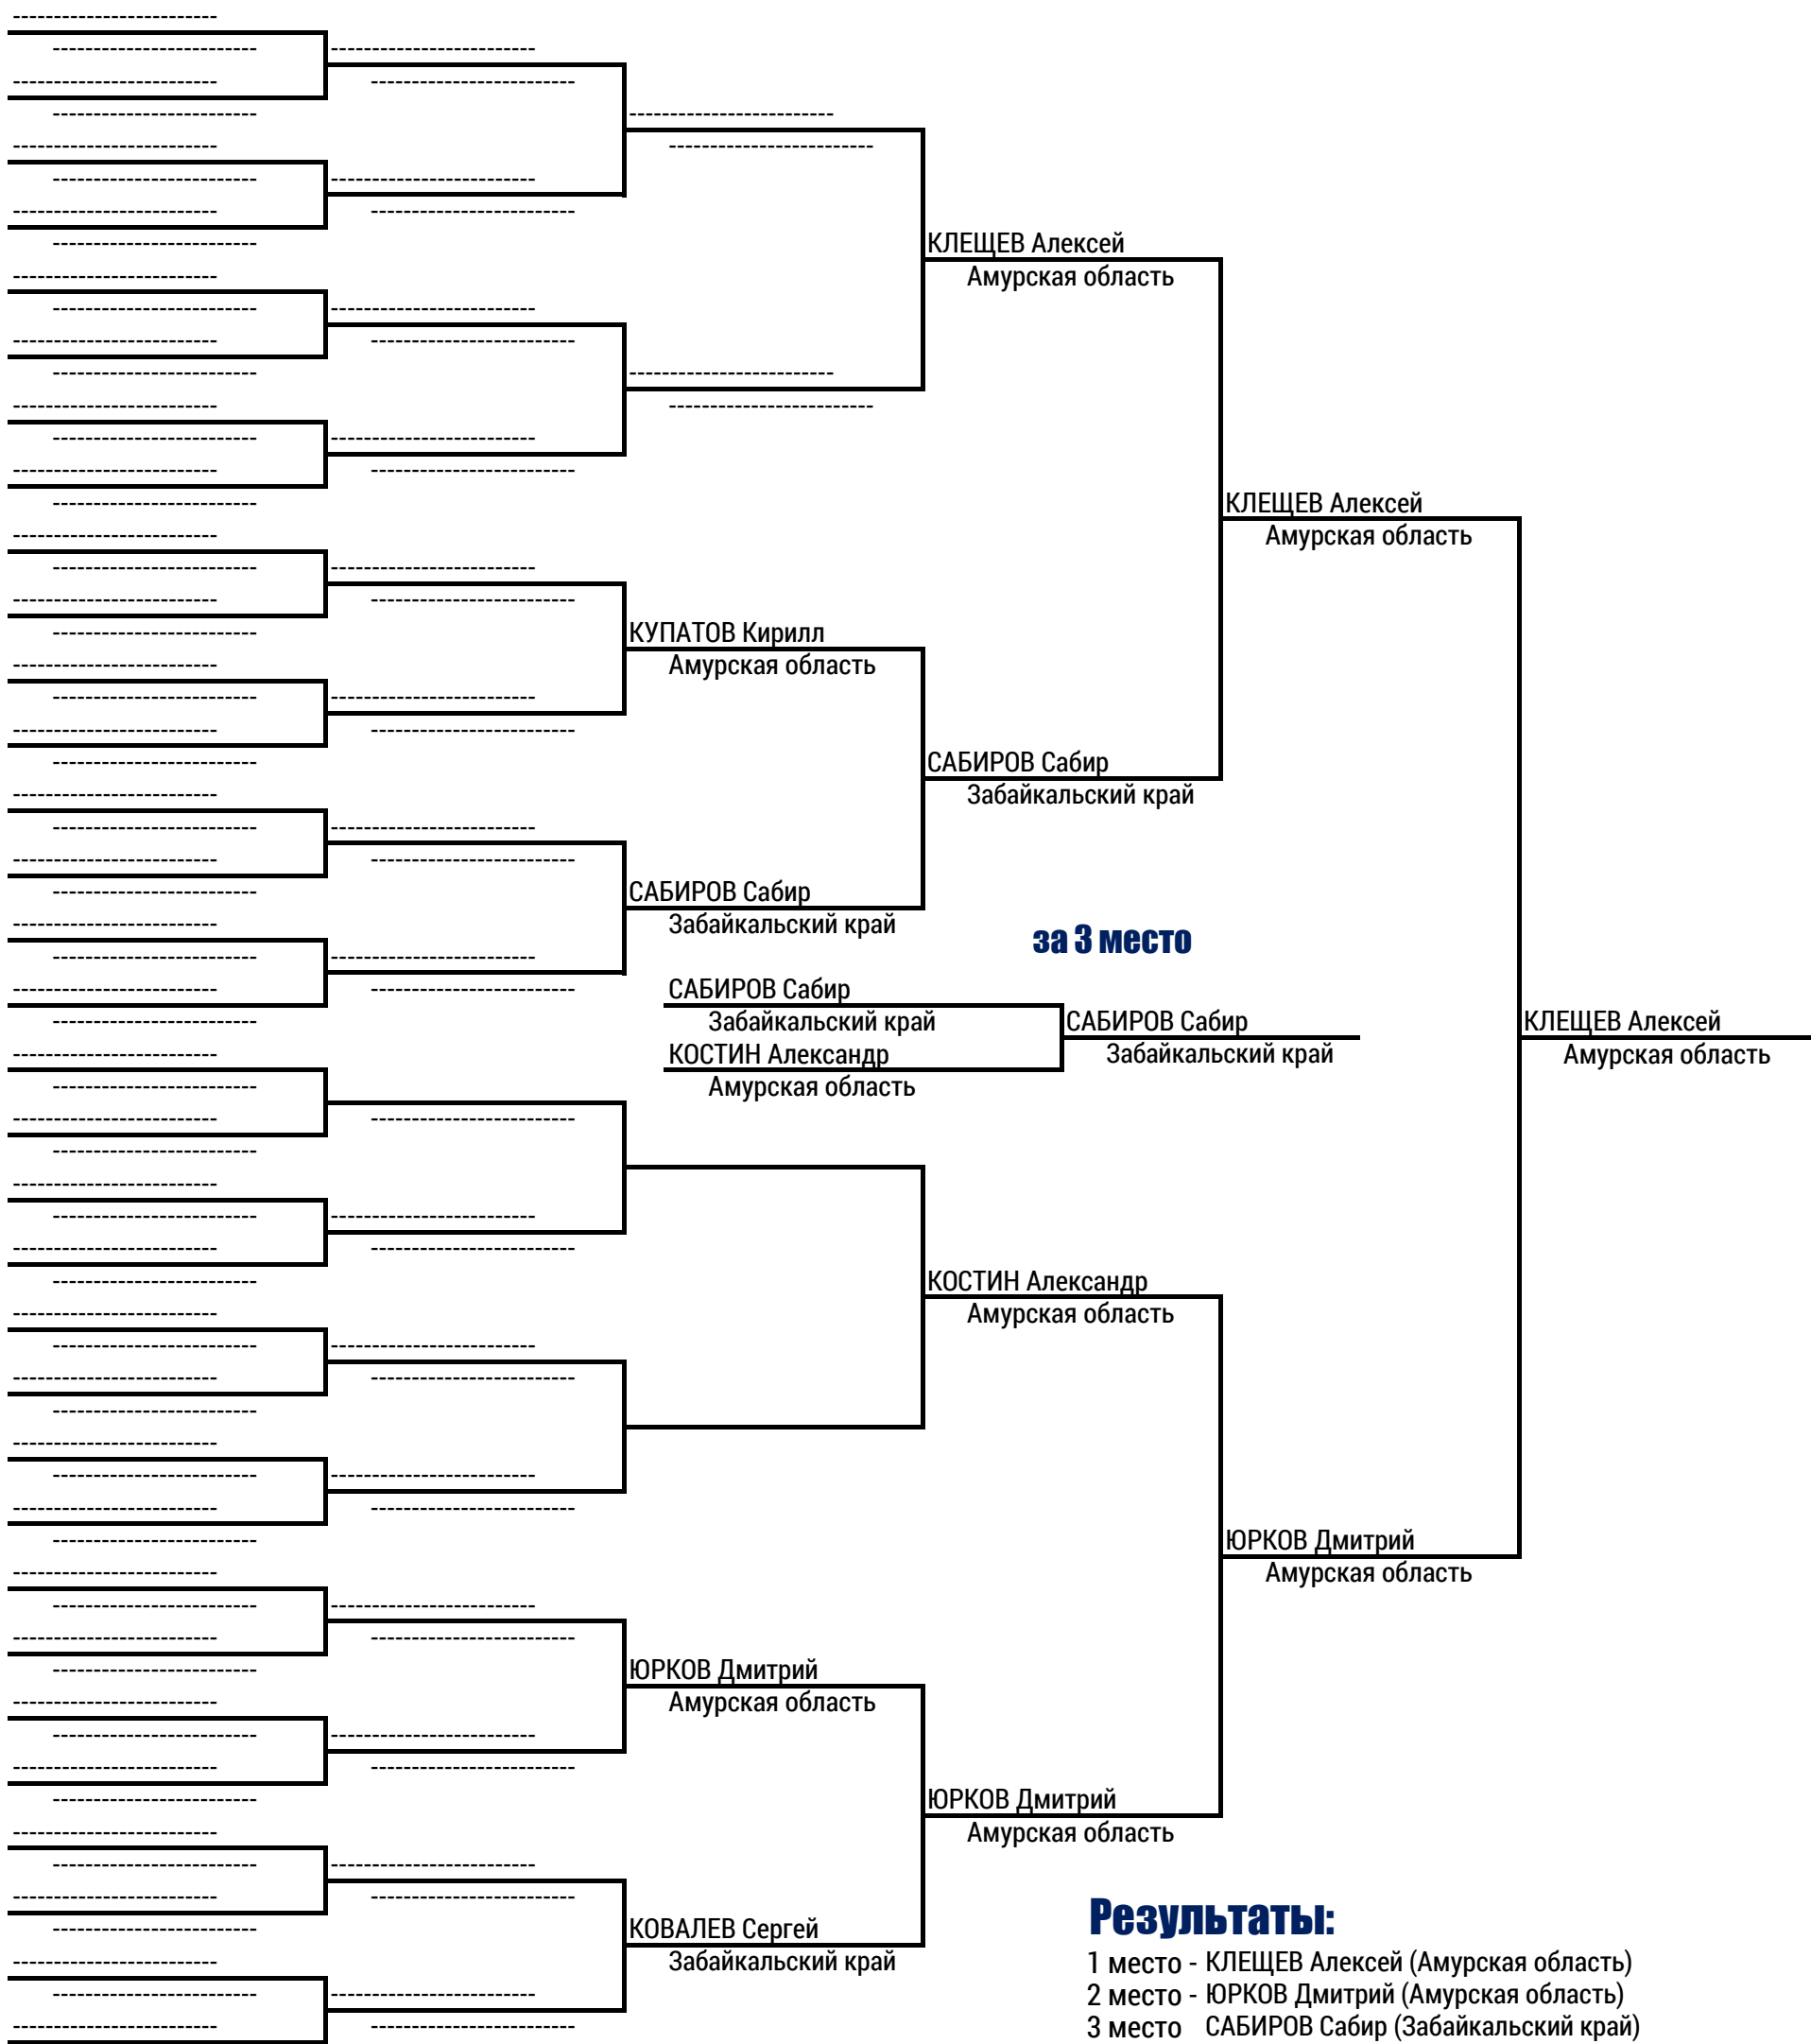 КЛЕЩЕВ Алексей
Амурская область
КЛЕЩЕВ Алексей
Амурская область
КУПАТОВ Кирилл
Амурская область
САБИРОВ Сабир
Забайкальский край
САБИРОВ Сабир
Забайкальский край
за 3 место
САБИРОВ Сабир
Забайкальский край
КОСТИН Александр
Амурская область
САБИРОВ Сабир
Забайкальский край
КЛЕЩЕВ Алексей
Амурская область
КОСТИН Александр
Амурская область
ЮРКОВ Дмитрий
Амурская область
ЮРКОВ Дмитрий
Амурская область
ЮРКОВ Дмитрий
Амурская область
КОВАЛЕВ Сергей
Забайкальский край
Результаты:
1 место - КЛЕЩЕВ Алексей (Амурская область)
2 место - ЮРКОВ Дмитрий (Амурская область)
3 место САБИРОВ Сабир (Забайкальский край)